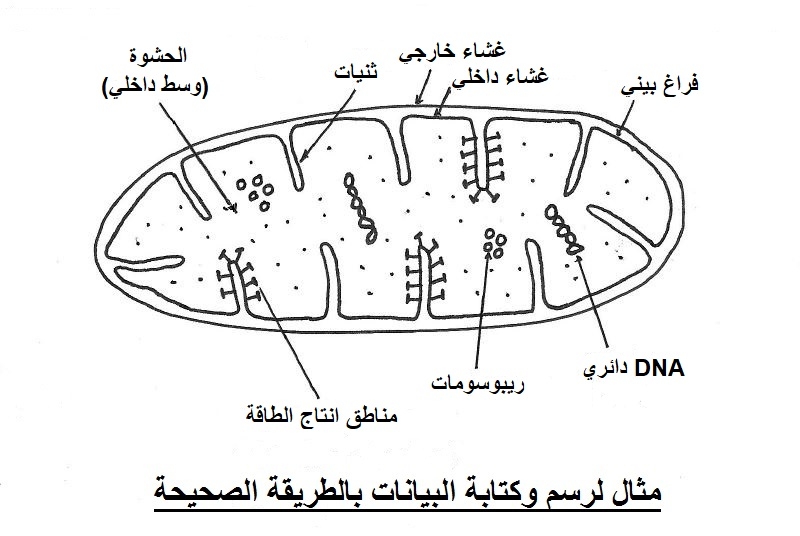 غشاء خارجي
الحشوة
(وسط داخلي)
ثنيات
غشاء داخلي
فراغ بيني
DNA دائري
ريبوسومات
مناطق انتاج الطاقة
مثال لرسم وكتابة البيانات بالطريقة الصحيحة